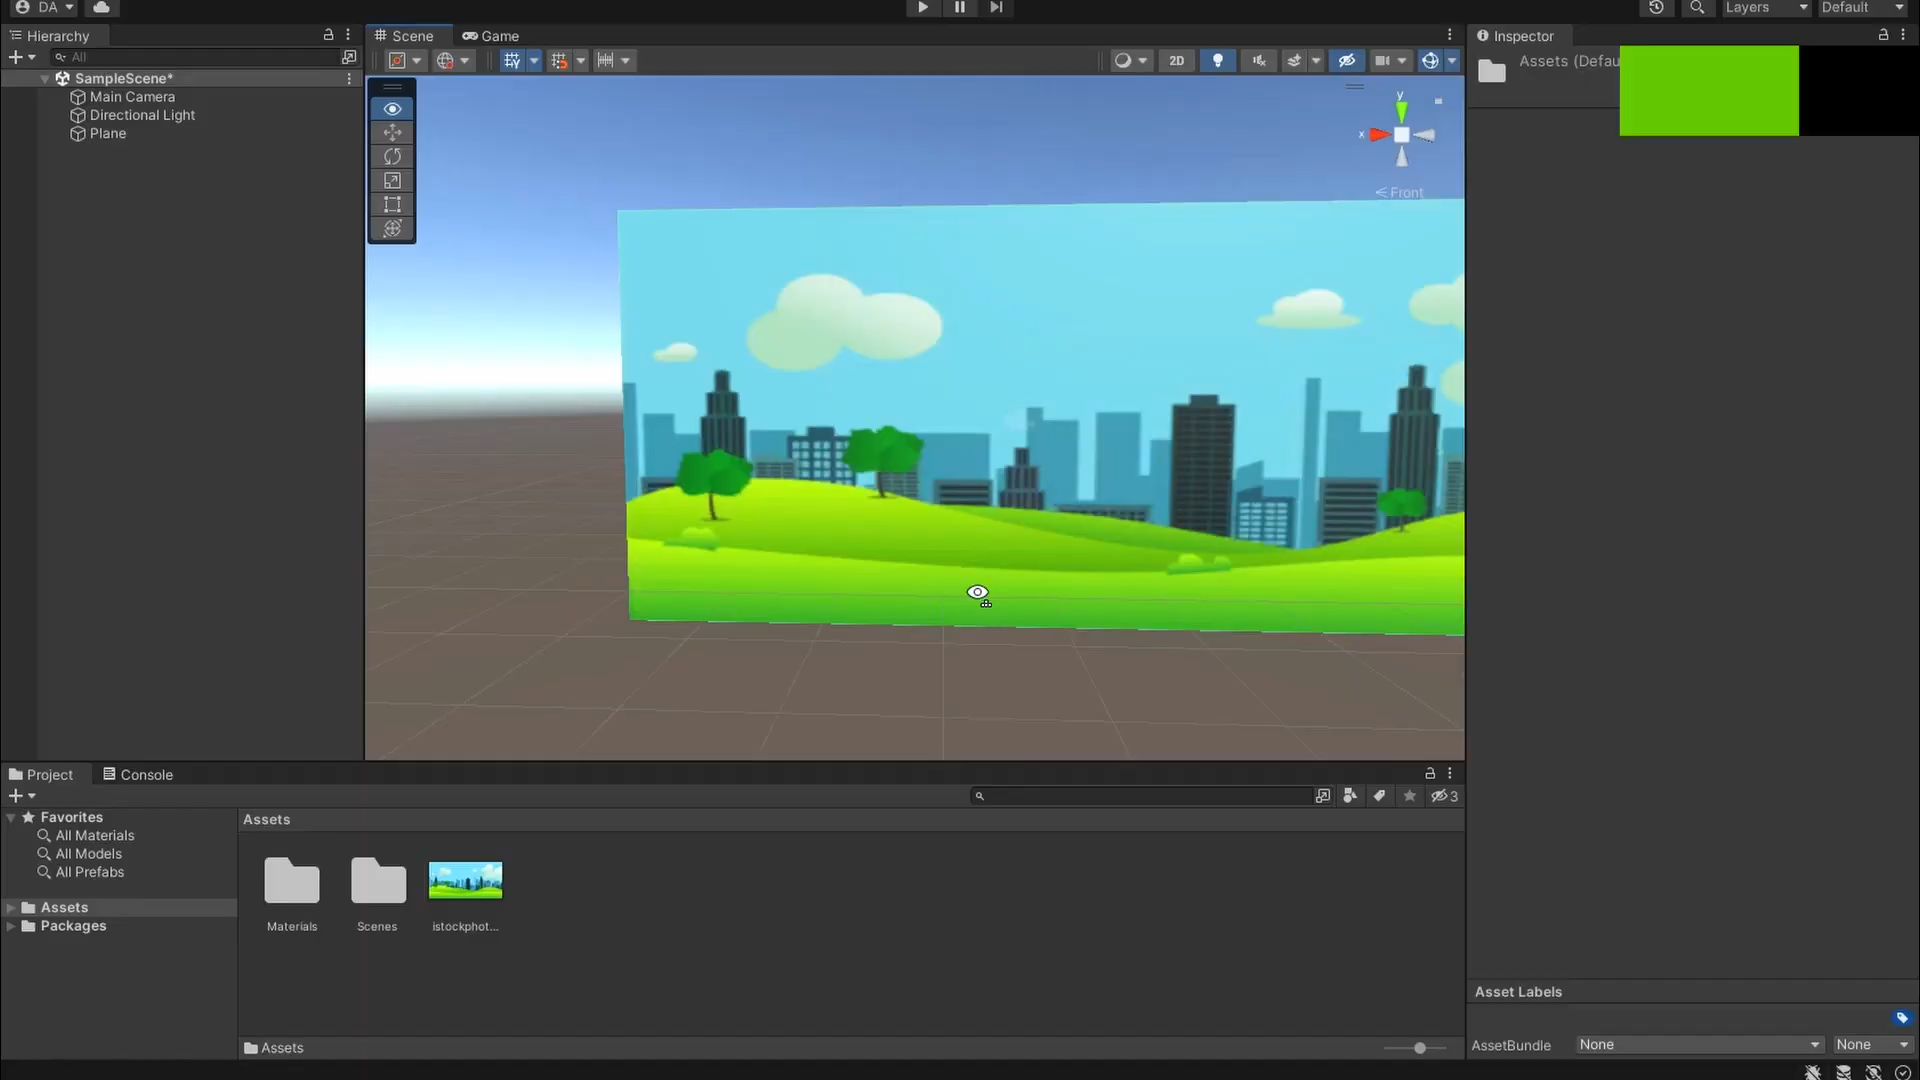 DA
Layers
Default
Hierarchy
Scene
Game
Inspector
All
2D
Assets (Defau
SampleScene*
Main Camera
Directional Light
Plane
y
x
Front
Project
Console
3
Favorites
All Materials
All Models
All Prefabs
Assets
Packages
Assets
Materials
Scenes
istockphot...
Assets
Asset Labels
AssetBundle
None
None